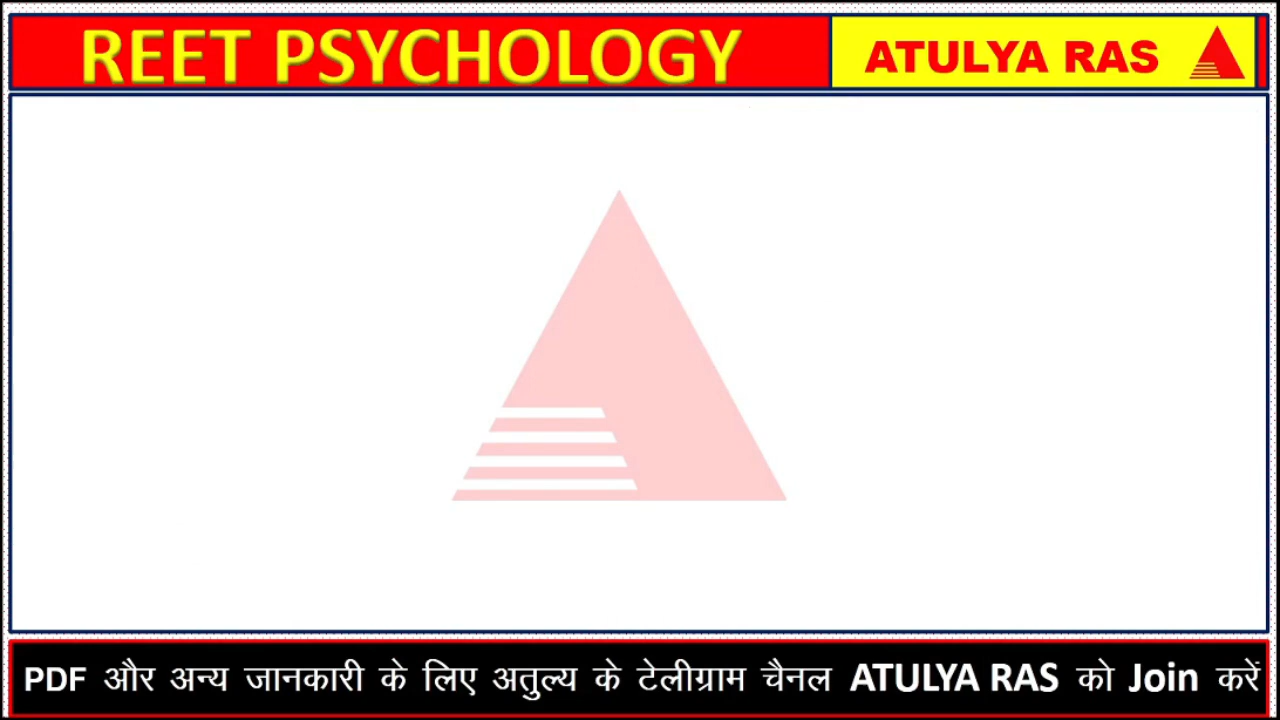 REET PSYCHOLOGY
ATULYA RAS
PDF और अन्य जानकारी के लिए अतुल्य के टेलीग्राम चैनल ATULYA RAS को Join करें